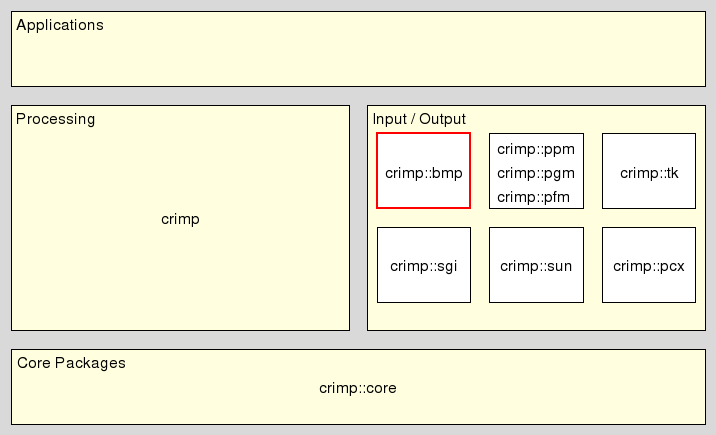 Applications
Processing
crimp
Input / Output
crimp::bmp
crimp::ppm
crimp::pgm
crimp::pfm
crimp::tk
crimp::sgi
crimp::sun
crimp::pcx
Core Packages
crimp::core